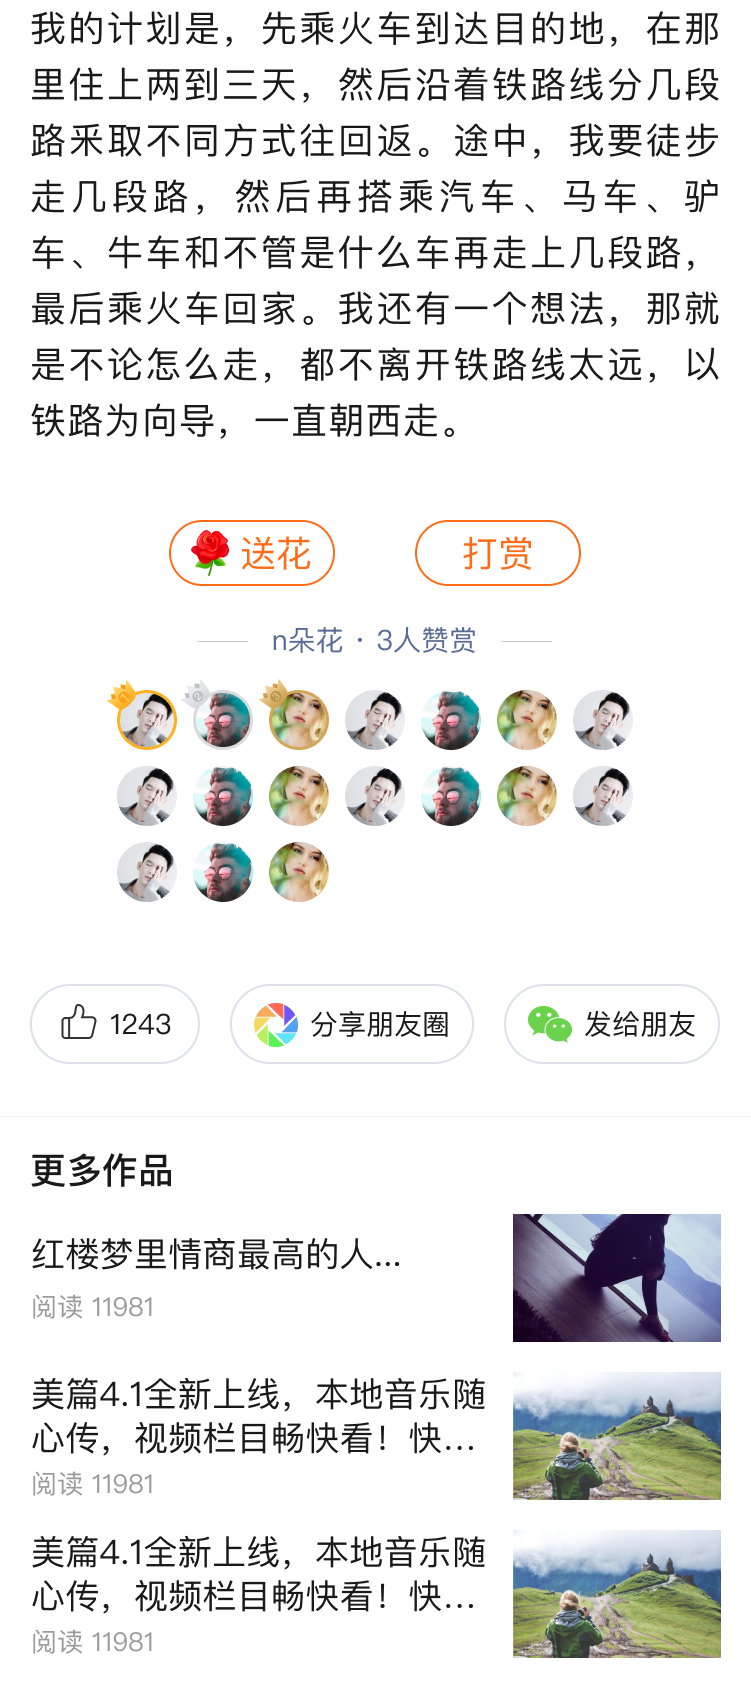 我的计划是，先乘火车到达目的地，在那
里住上两到三天，然后沿着铁路线分几段
路釆取不同方式往回返。途中，我要徒步
走几段路，然后再搭乘汽车、马车、驴
车、牛车和不管是什么车再走上几段路，
最后乘火车回家。我还有一个想法，那就
是不论怎么走，都不离开铁路线太远，以
铁路为向导，一直朝西走。
送花 打赏
n朵花 · 3人赞赏
1243 分享朋友圈 发给朋友
更多作品
红楼梦里情商最高的人...
阅读 11981
美篇4.1全新上线，本地音乐随
心传，视频栏目畅快看！快...
阅读 11981
美篇4.1全新上线，本地音乐随
心传，视频栏目畅快看！快...
阅读 11981